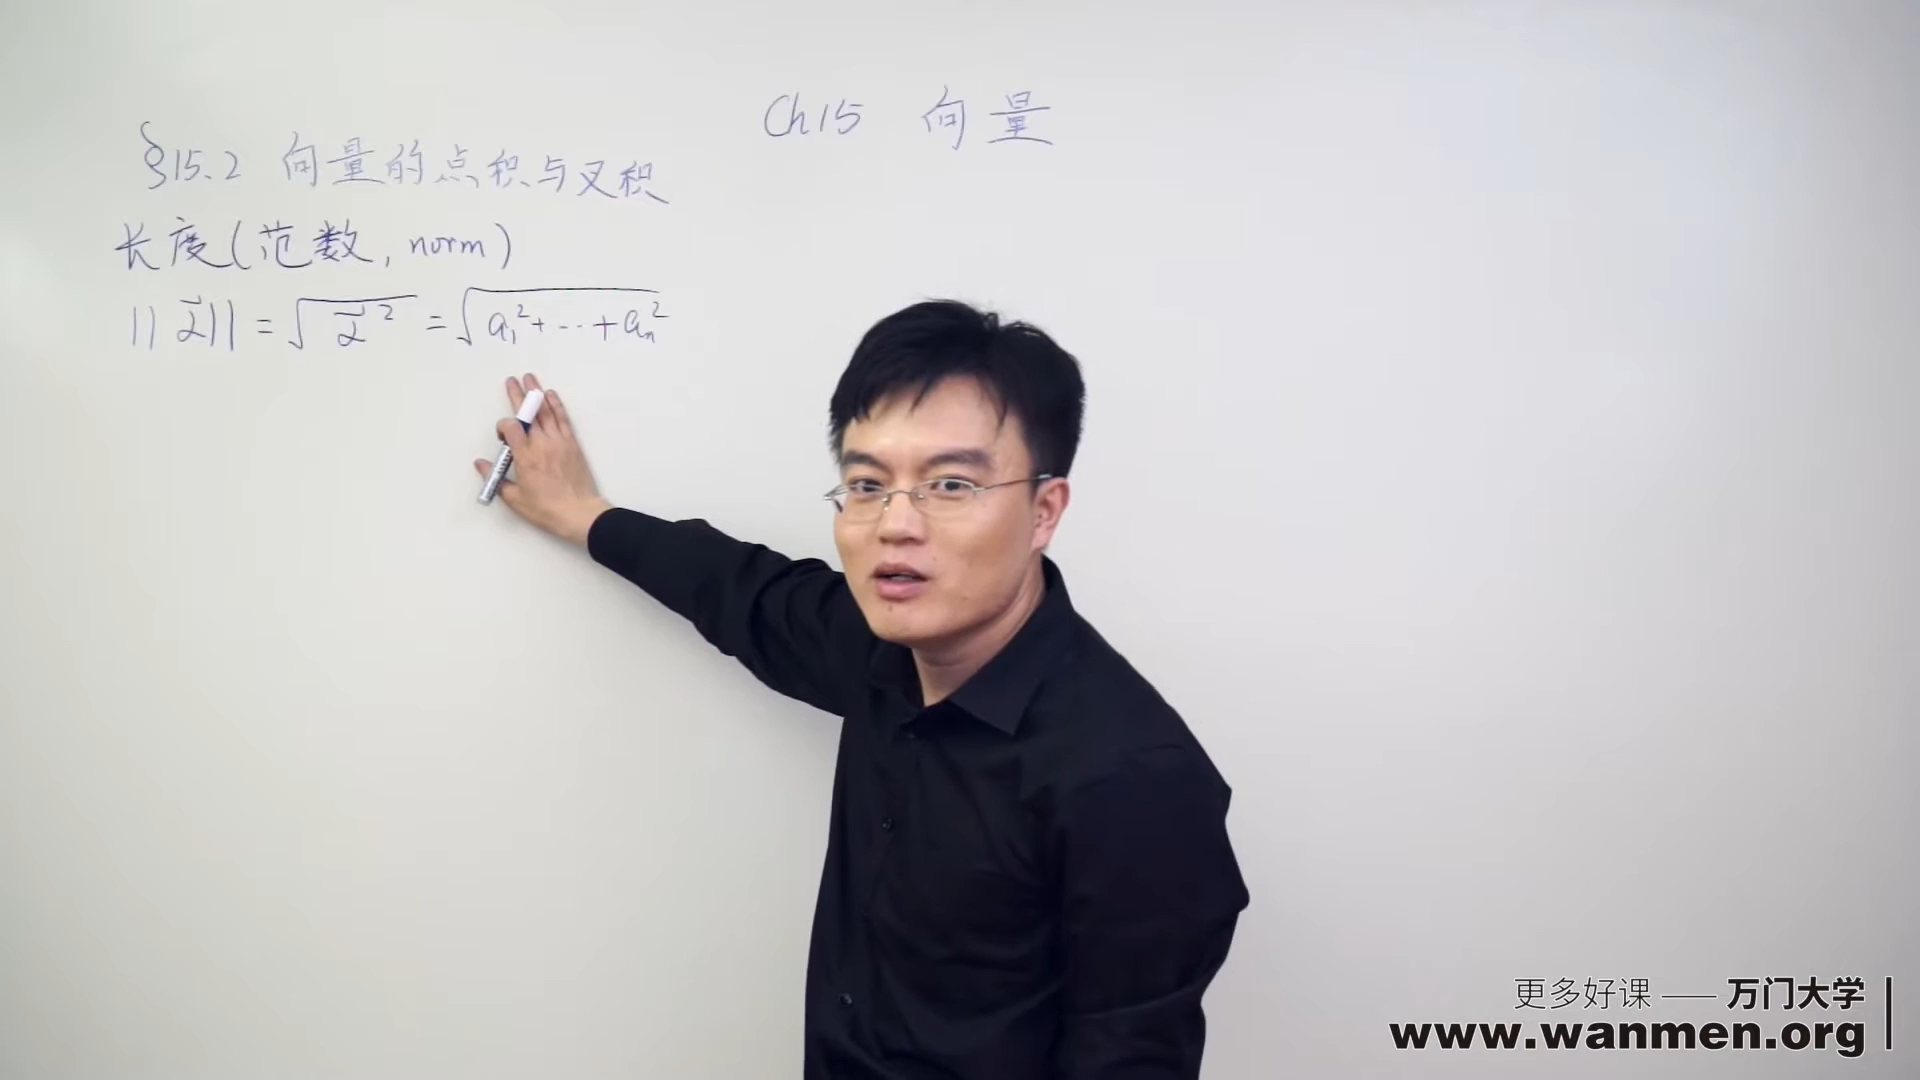 Ch15 向量
§15.2 向量的点积与叉积
长度(范数, norm)
||α⃗|| = √(α⃗²) = √(a₁²+···+aₙ²)
更多好课 —— 万门大学
www.wanmen.org